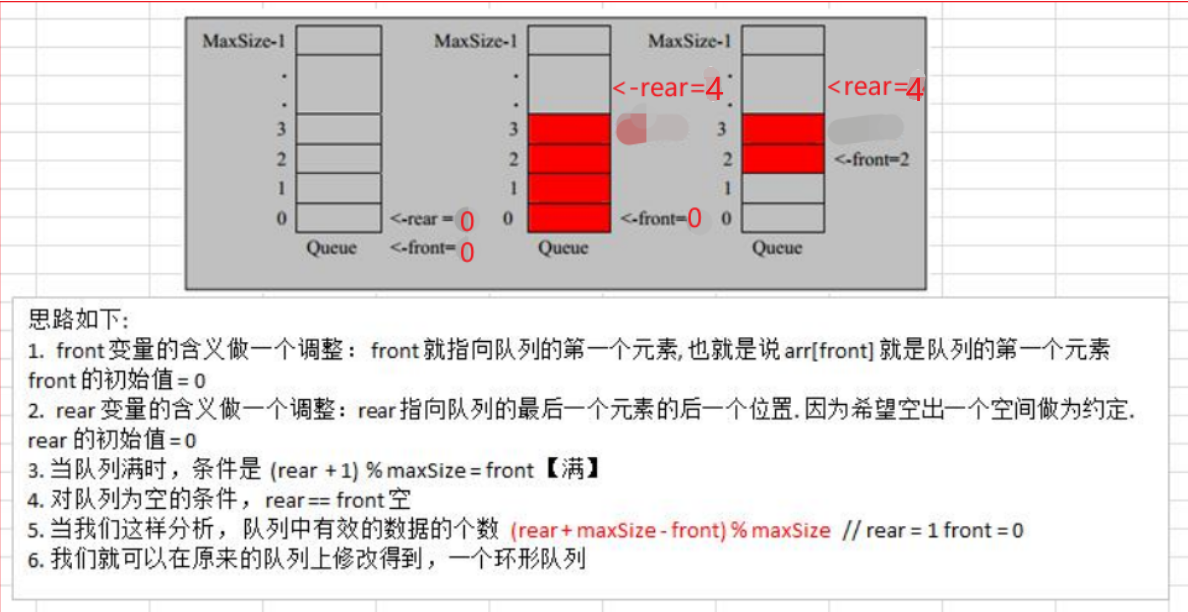 MaxSize-1 MaxSize-1 MaxSize-1
. . .
<-rear=4 <rear=4
. . .
3 3 3
2 2 2 <-front=2
1 1 1
0 <-rear = 0 0 <-front=0 0
Queue <-front= 0 Queue Queue
思路如下:
1. front 变量的含义做一个调整： front 就指向队列的第一个元素, 也就是说 arr[front] 就是队列的第一个元素
front 的初始值 = 0
2. rear 变量的含义做一个调整：rear 指向队列的最后一个元素的后一个位置. 因为希望空出一个空间做为约定.
rear 的初始值 = 0
3. 当队列满时，条件是 (rear + 1) % maxSize = front 【满】
4. 对队列为空的条件， rear == front 空
5. 当我们这样分析， 队列中有效的数据的个数 (rear + maxSize - front) % maxSize // rear = 1 front = 0
6. 我们就可以在原来的队列上修改得到，一个环形队列